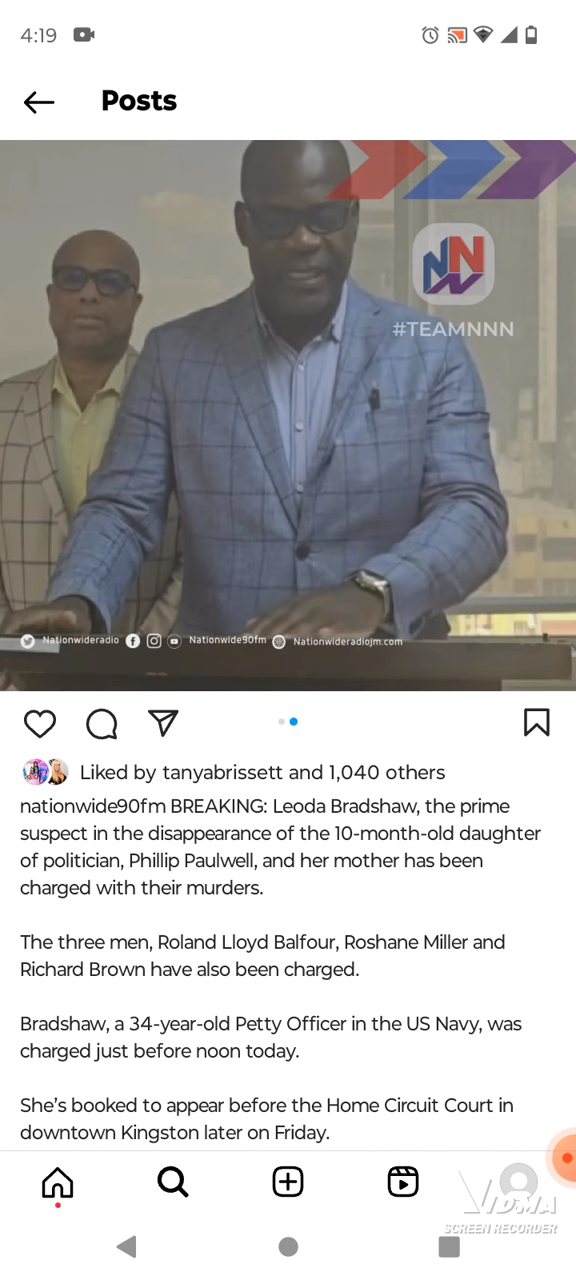 4:19
Posts
NNN
#TEAMNNN
Nationwideradio Nationwide90fm Nationwideradiojm.com
Liked by tanyabrissett and 1,040 others
nationwide90fm BREAKING: Leoda Bradshaw, the prime
suspect in the disappearance of the 10-month-old daughter
of politician, Phillip Paulwell, and her mother has been
charged with their murders.
The three men, Roland Lloyd Balfour, Roshane Miller and
Richard Brown have also been charged.
Bradshaw, a 34-year-old Petty Officer in the US Navy, was
charged just before noon today.
She's booked to appear before the Home Circuit Court in
downtown Kingston later on Friday.
VIDMA
SCREEN RECORDER